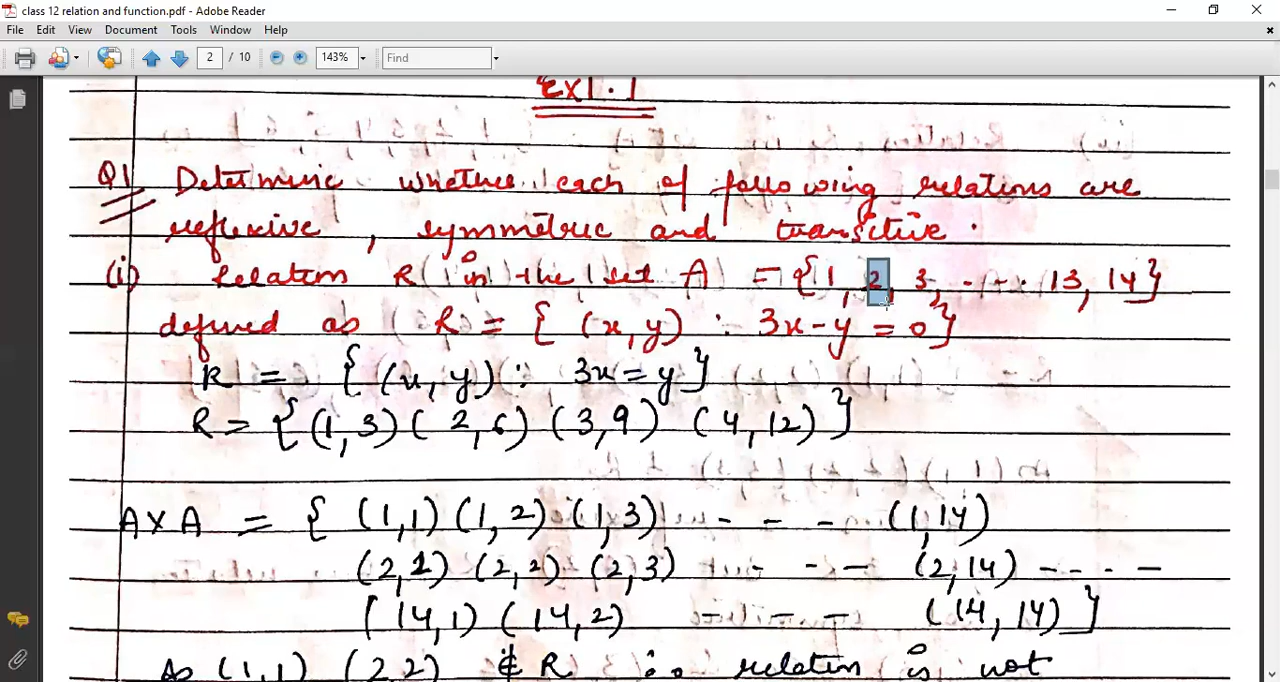 class 12 relation and function.pdf - Adobe Reader
File Edit View Document Tools Window Help
2 / 10 143% Find
Ex1.1
Q1 Determine whether each of following relations are
reflexive, symmetric and transitive.
(i) Relation R in the set A = {1, 2, 3, ---- 13, 14}
defined as R = { (x, y) : 3x - y = 0 }
R = { (x, y) : 3x = y }
R = { (1, 3) ( 2, 6) (3, 9) ( 4, 12) }
A × A = { (1, 1) (1, 2) (1, 3) - - - (1, 14)
(2, 1) (2, 2) (2, 3) - - - (2, 14) - - - -
(14, 1) ( 14, 2) - - - - (14, 14) }
As (1, 1) (2 2) ∉ R ∴ relation is not